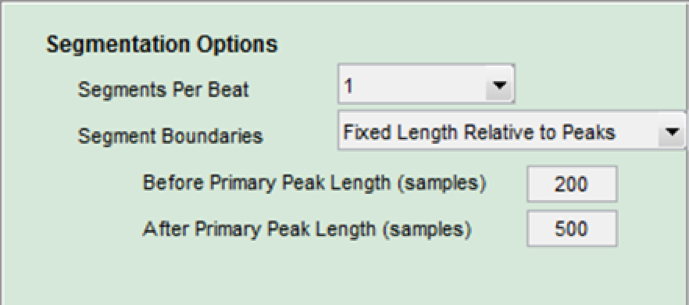 Segmentation Options
Segments Per Beat 1
Segment Boundaries Fixed Length Relative to Peaks
Before Primary Peak Length (samples) 200
After Primary Peak Length (samples) 500